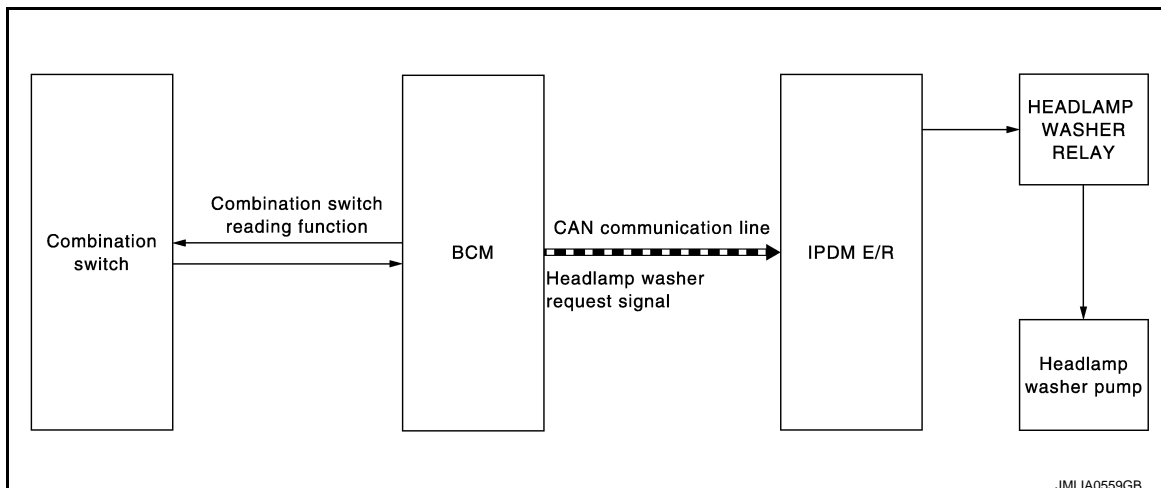 HEADLAMP
WASHER
RELAY
Combination switch
reading function
CAN communication line
Combination
switch
BCM
IPDM E/R
Headlamp washer
request signal
Headlamp
washer pump
JMLIA0559GB